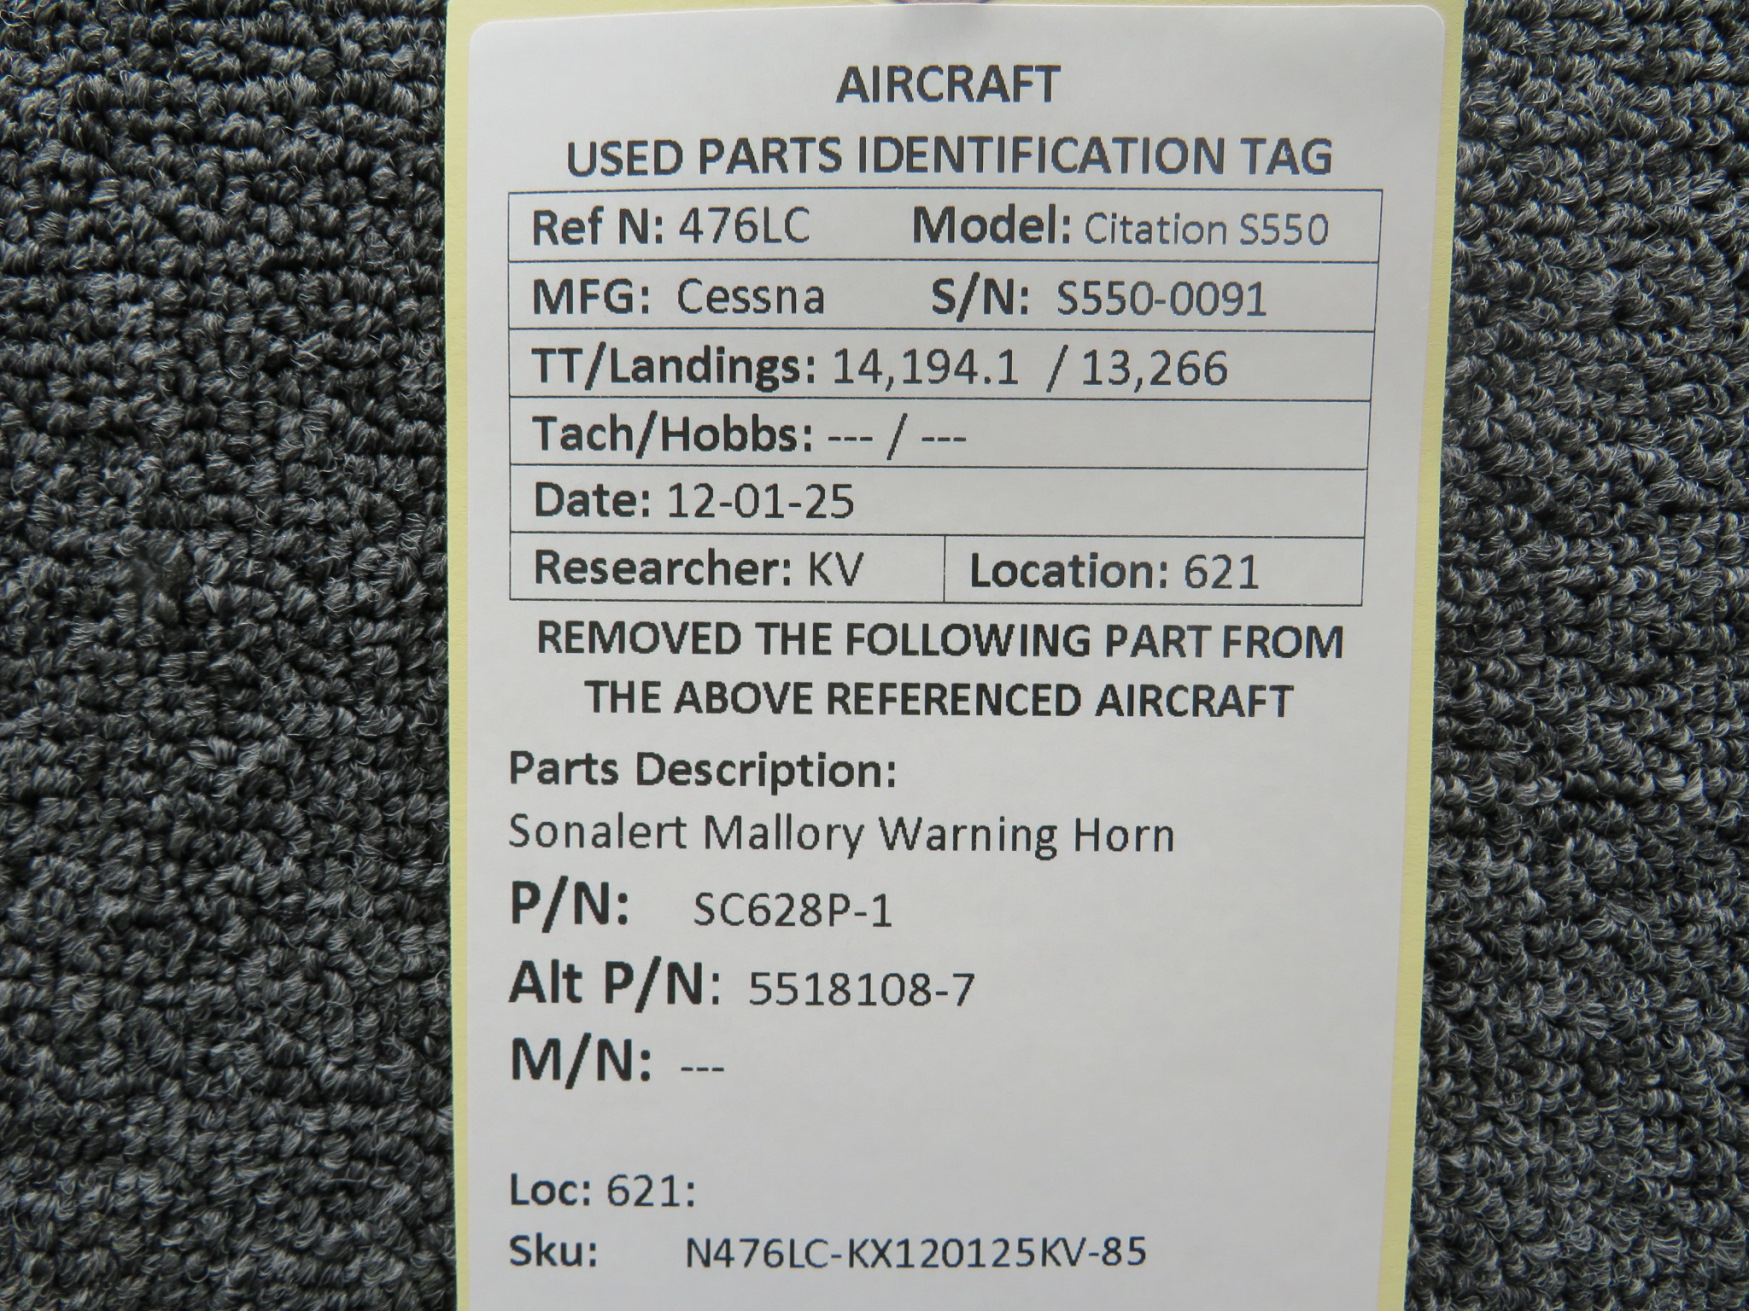 AIRCRAFT
USED PARTS IDENTIFICATION TAG
Ref N: 476LC Model: Citation S550
MFG: Cessna S/N: S550-0091
TT/Landings: 14,194.1 / 13,266
Tach/Hobbs: --- / ---
Date: 12-01-25
Researcher: KV Location: 621
REMOVED THE FOLLOWING PART FROM
THE ABOVE REFERENCED AIRCRAFT
Parts Description:
Sonalert Mallory Warning Horn
P/N: SC628P-1
Alt P/N: 5518108-7
M/N: ---
Loc: 621:
Sku: N476LC-KX120125KV-85